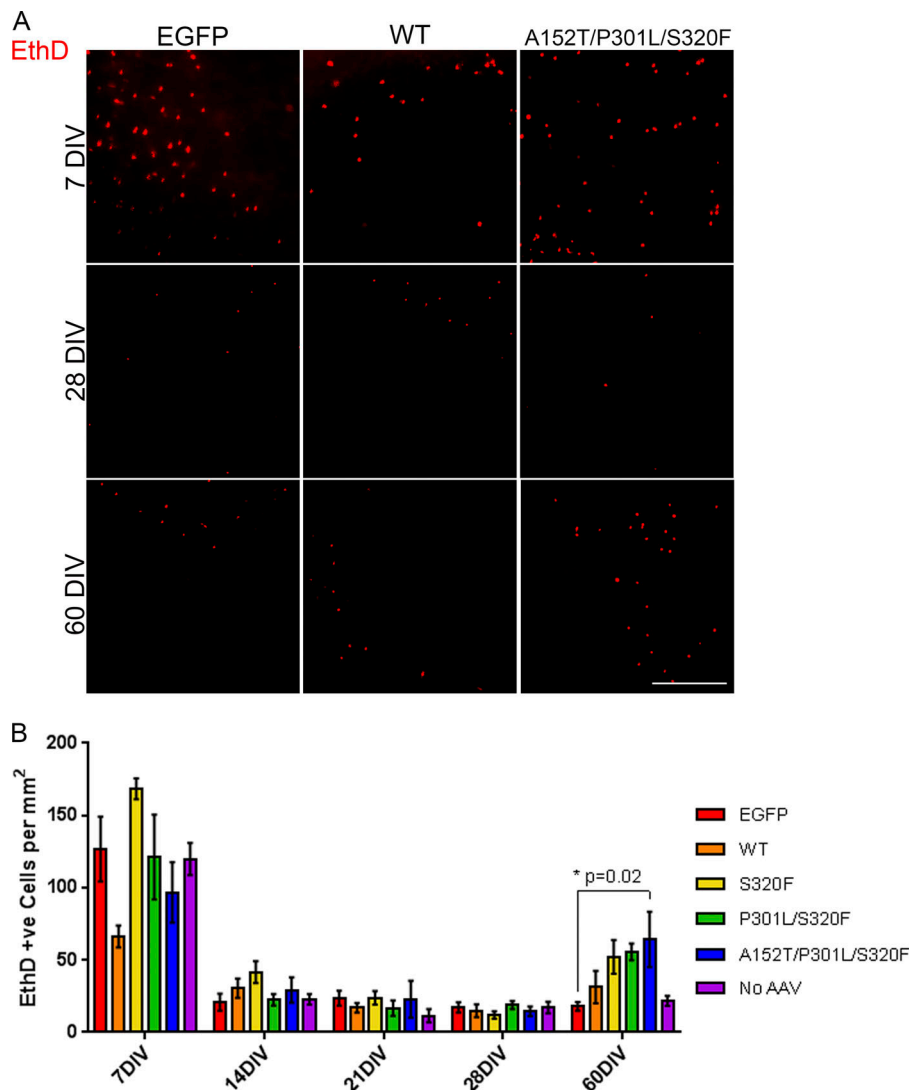 A
EthD
EGFP
WT
A152T/P301L/S320F
7 DIV
28 DIV
60 DIV
B
EthD +ve Cells per mm²
200
150
100
50
0
7DIV
14DIV
21DIV
28DIV
60DIV
* p=0.02
EGFP
WT
S320F
P301L/S320F
A152T/P301L/S320F
No AAV